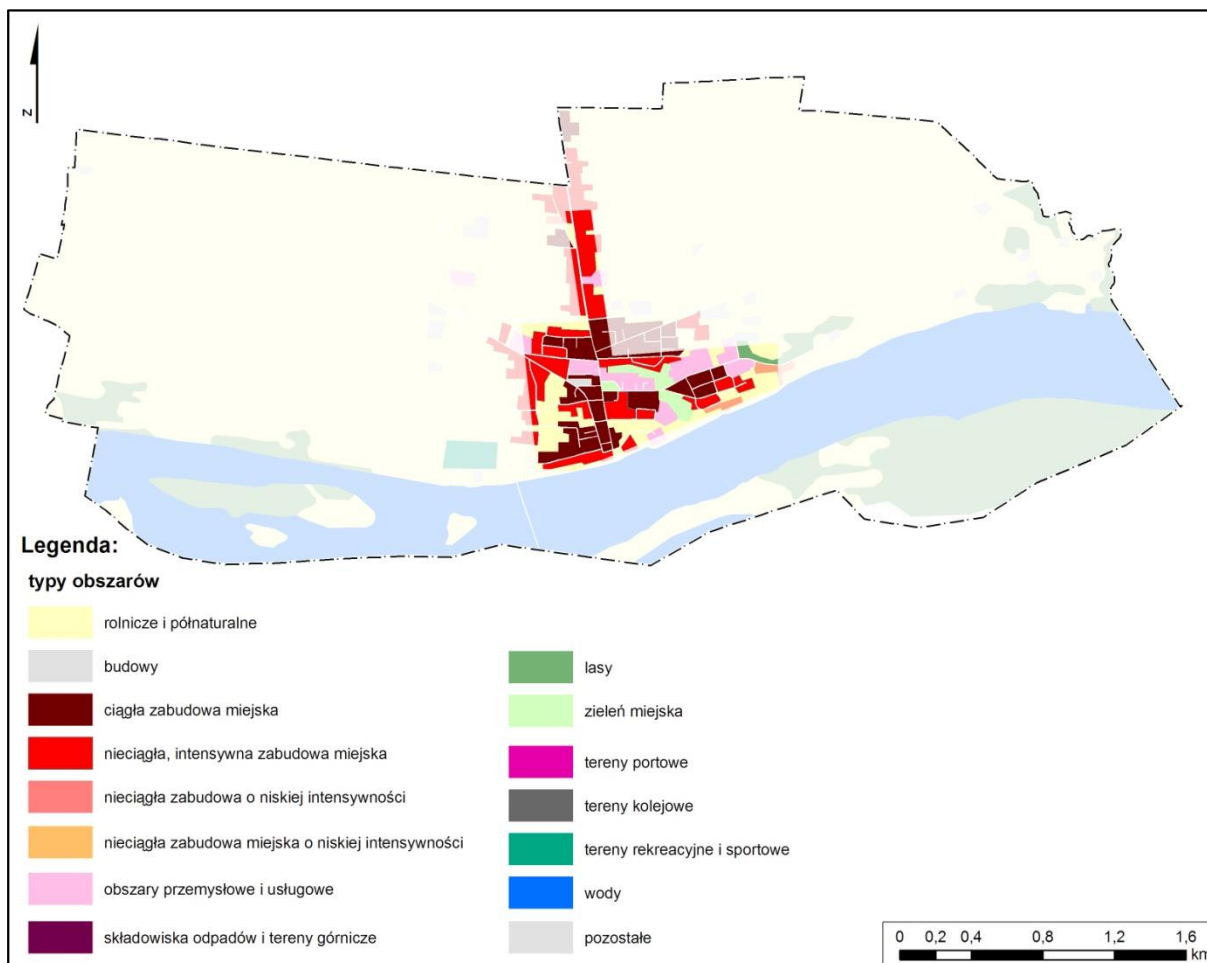 z
Legenda:
typy obszarów
rolnicze i półnaturalne
budowy
ciągła zabudowa miejska
nieciągła, intensywna zabudowa miejska
nieciągła zabudowa o niskiej intensywności
nieciągła zabudowa miejska o niskiej intensywności
obszary przemysłowe i usługowe
składowiska odpadów i tereny górnicze
lasy
zieleń miejska
tereny portowe
tereny kolejowe
tereny rekreacyjne i sportowe
wody
pozostałe
0 0,2 0,4 0,8 1,2 1,6
km